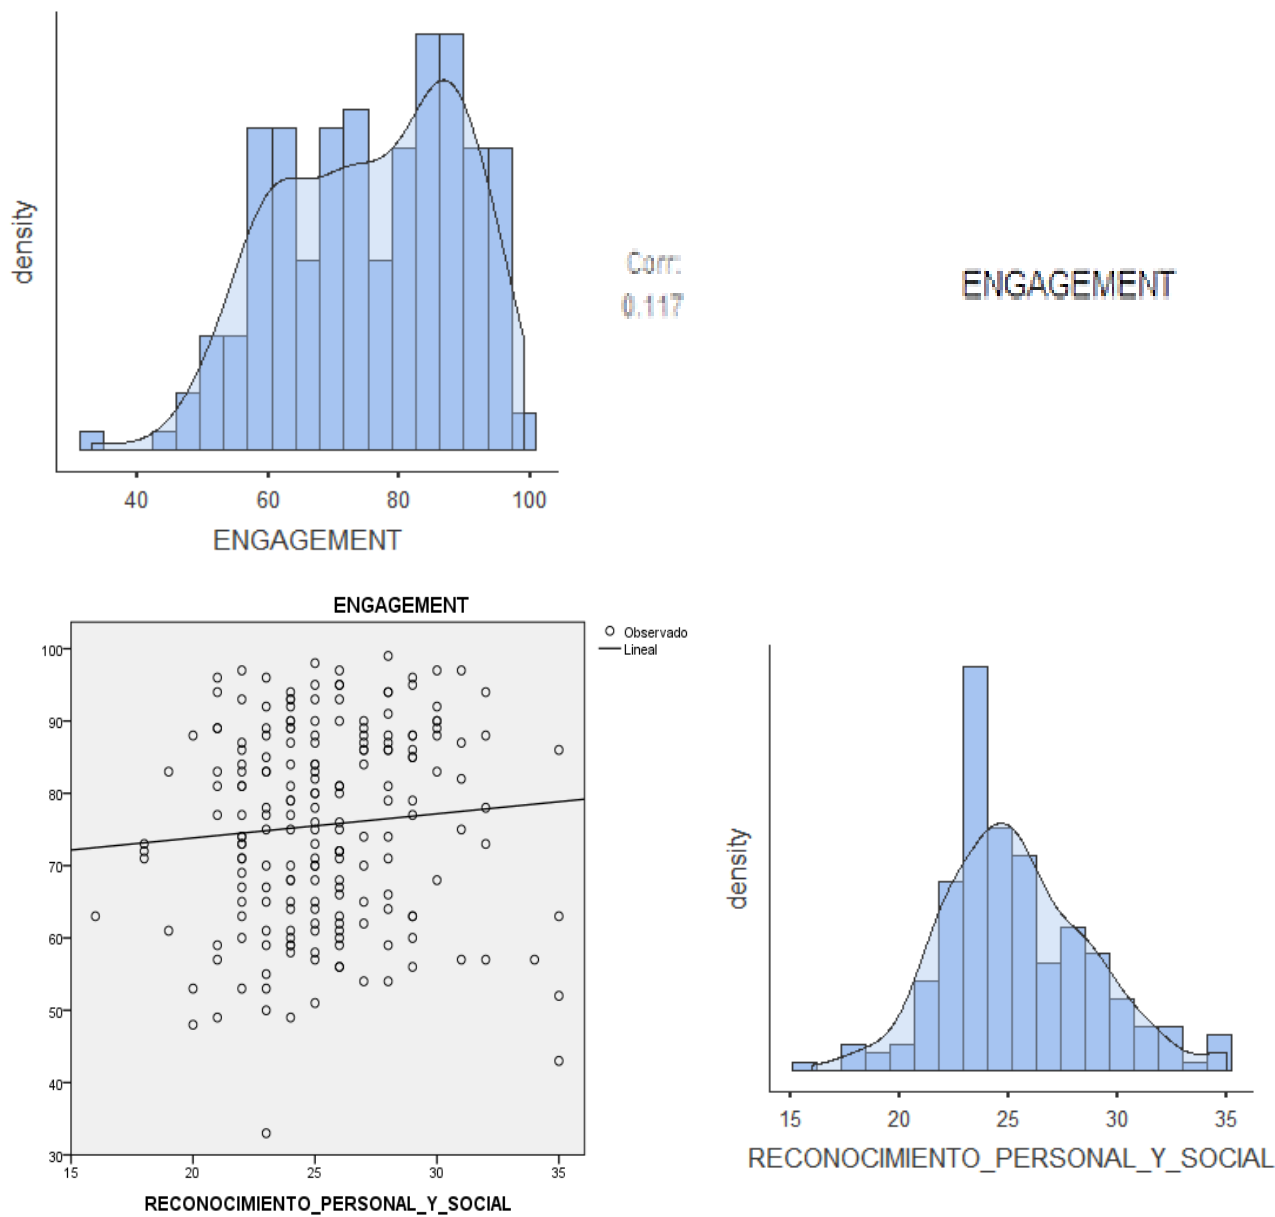 density
40 60 80 100
ENGAGEMENT
Corr:
0.117
ENGAGEMENT
ENGAGEMENT
Observado
Lineal
100
90
80
70
60
50
40
30
15 20 25 30 35
RECONOCIMIENTO_PERSONAL_Y_SOCIAL
density
15 20 25 30 35
RECONOCIMIENTO_PERSONAL_Y_SOCIAL